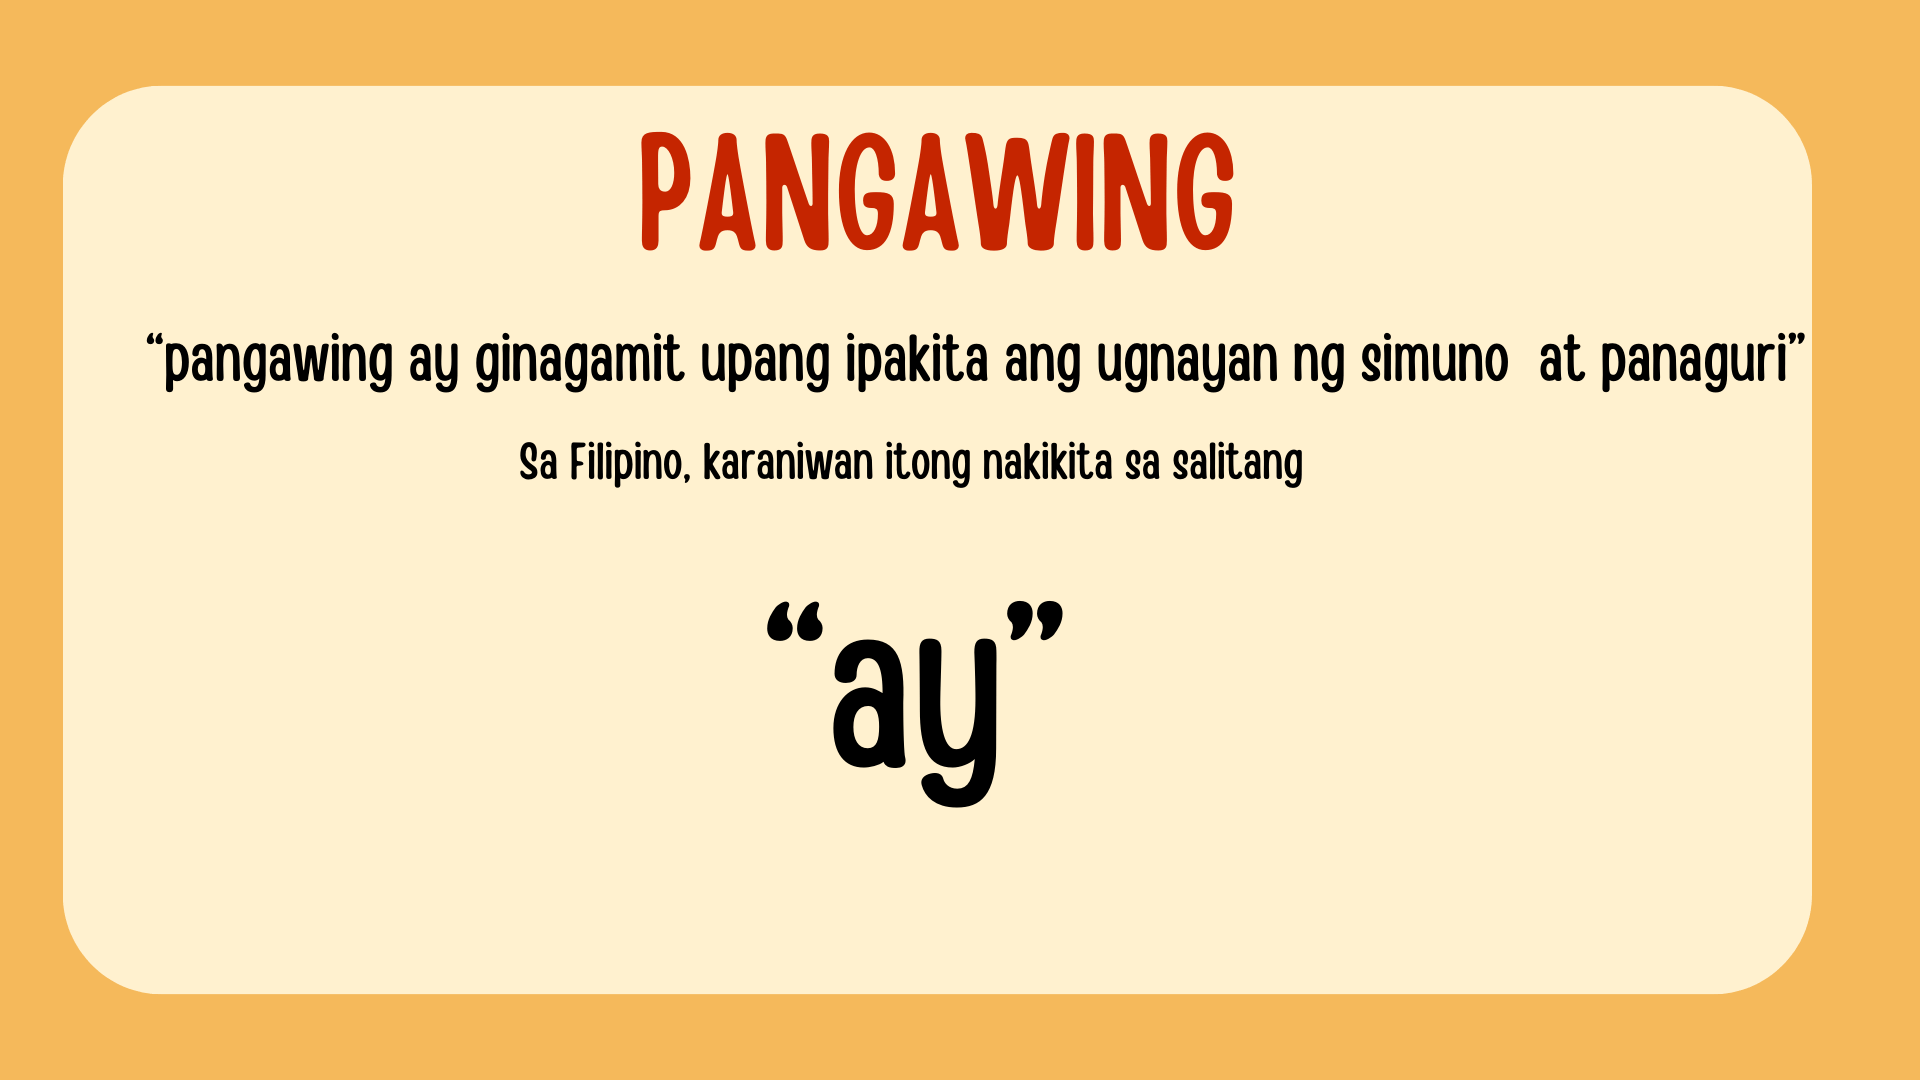 PANGAWING
“pangawing ay ginagamit upang ipakita ang ugnayan ng simuno  at panaguri”
Sa Filipino, karaniwan itong nakikita sa salitang
“ay”